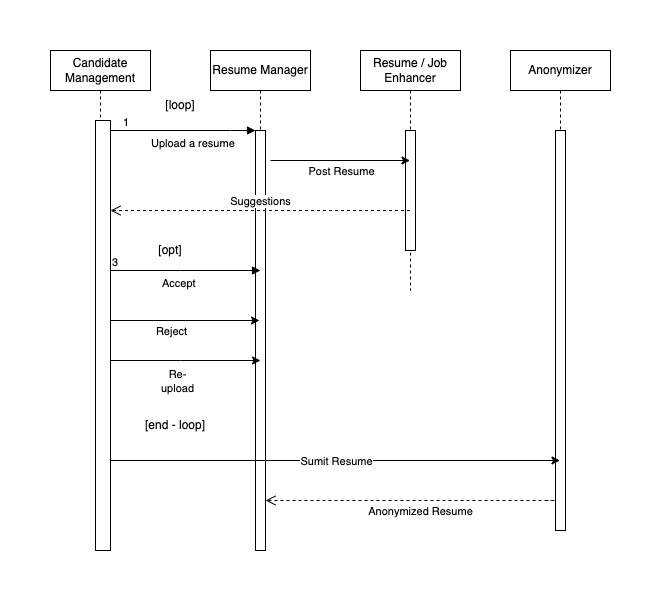 Candidate
Management
Resume Manager
Resume / Job
Enhancer
Anonymizer
[loop]
1
Upload a resume
Post Resume
Suggestions
[opt]
3
Accept
Reject
Re-
upload
[end - loop]
Sumit Resume
Anonymized Resume